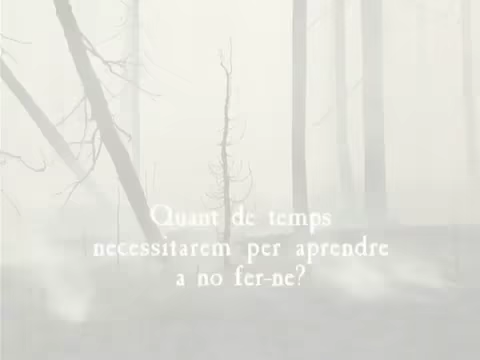 Quant de temps
necessitarem per aprendre
a no fer-ne?